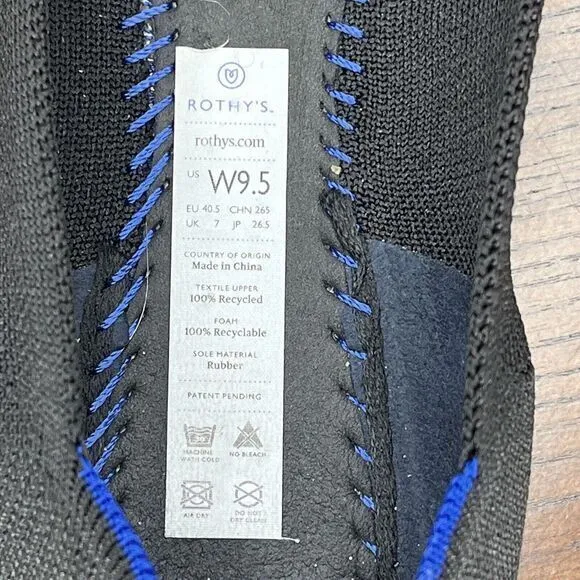 ROTHY'S™
rothys.com
US W9.5
EU 40.5 CHN 265
UK 7 JP 26.5
COUNTRY OF ORIGIN
Made in China
TEXTILE UPPER
100% Recycled
FOAM
100% Recyclable
SOLE MATERIAL
Rubber
PATENT PENDING
30°
MACHINE WASH COLD
NO BLEACH
AIR DRY
DO NOT DRY CLEAN